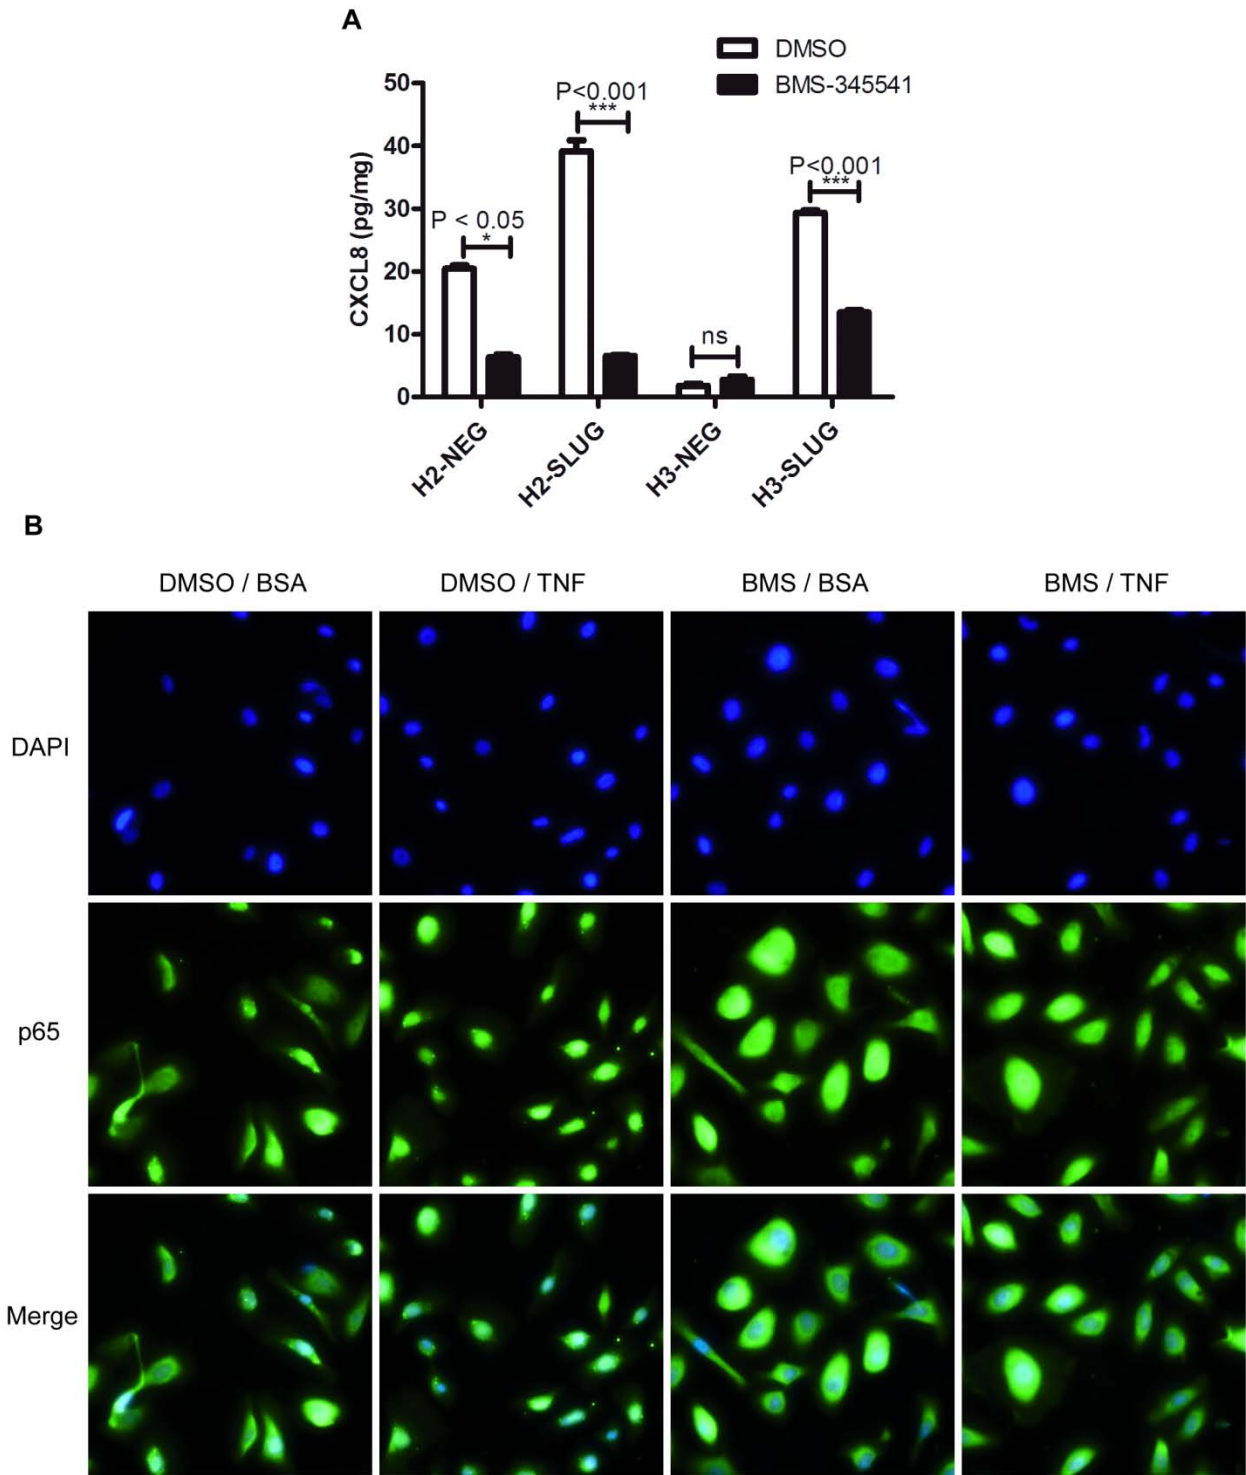 A
DMSO
BMS-345541
50
40
30
20
10
0
CXCL8 (pg/mg)
P < 0.05
*
P<0.001
***
ns
P<0.001
***
H2-NEG
H2-SLUG
H3-NEG
H3-SLUG
B
DMSO / BSA DMSO / TNF BMS / BSA BMS / TNF
DAPI
p65
Merge